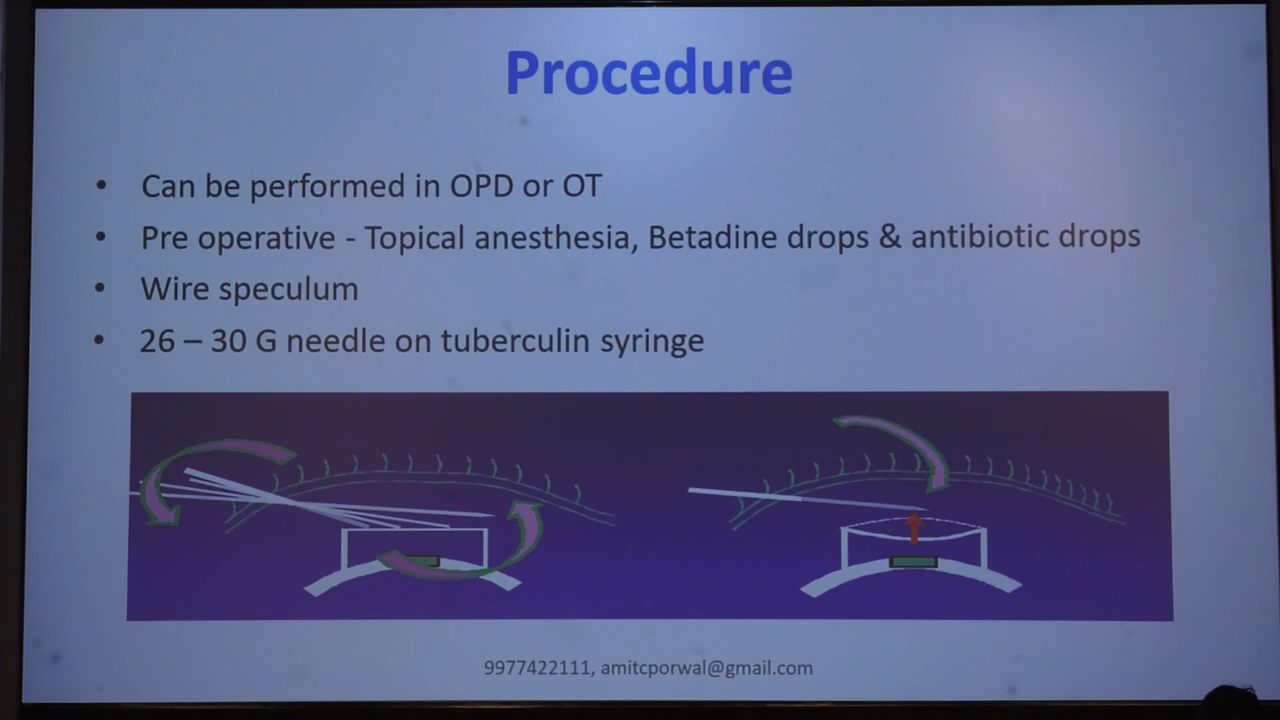 Procedure
• Can be performed in OPD or OT
• Pre operative - Topical anesthesia, Betadine drops & antibiotic drops
• Wire speculum
• 26 – 30 G needle on tuberculin syringe
9977422111, amitcporwal@gmail.com